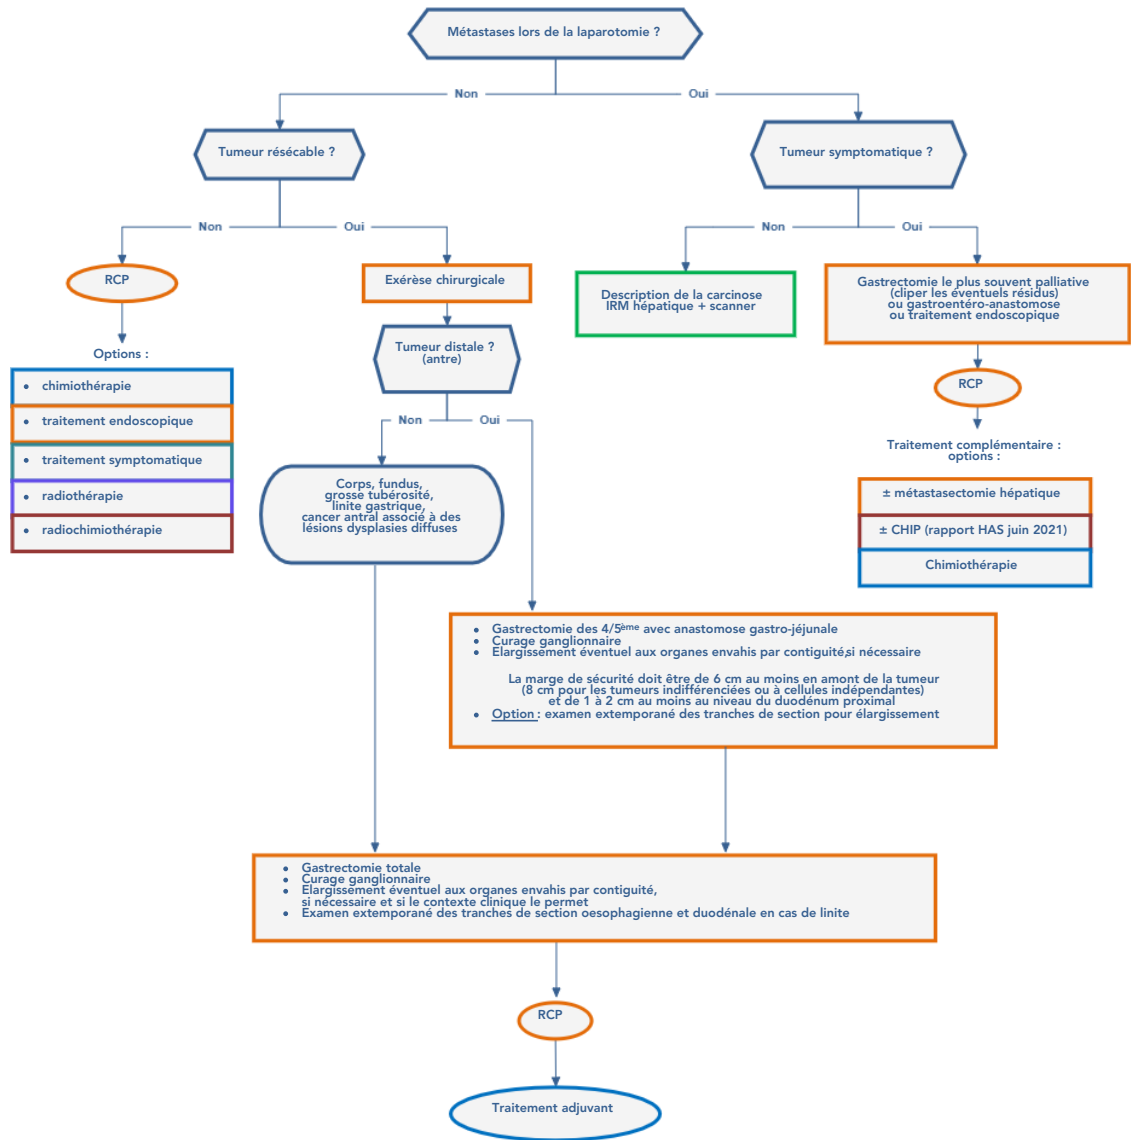 Métastases lors de la laparotomie ?
Non
Oui
Tumeur résécable ?
Tumeur symptomatique ?
Non
Oui
Non
Oui
RCP
Exérèse chirurgicale
Description de la carcinose
IRM hépatique + scanner
Gastrectomie le plus souvent palliative
(cliper les éventuels résidus)
ou gastroentéro-anastomose
ou traitement endoscopique
Options :
• chimiothérapie
• traitement endoscopique
• traitement symptomatique
• radiothérapie
• radiochimiothérapie
Tumeur distale ?
(antre)
Non
Oui
RCP
Traitement complémentaire :
options :
± métastasectomie hépatique
± CHIP (rapport HAS juin 2021)
Chimiothérapie
Corps, fundus,
grosse tubérosité,
linite gastrique,
cancer antral associé à des
lésions dysplasies diffuses
• Gastrectomie des 4/5ème avec anastomose gastro-jéjunale
• Curage ganglionnaire
• Elargissement éventuel aux organes envahis par contiguité,si nécessaire
La marge de sécurité doit être de 6 cm au moins en amont de la tumeur
(8 cm pour les tumeurs indifférenciées ou à cellules indépendantes)
et de 1 à 2 cm au moins au niveau du duodénum proximal
• Option : examen extemporané des tranches de section pour élargissement
• Gastrectomie totale
• Curage ganglionnaire
• Elargissement éventuel aux organes envahis par contiguité,
si nécessaire et si le contexte clinique le permet
• Examen extemporané des tranches de section oesophagienne et duodénale en cas de linite
RCP
Traitement adjuvant